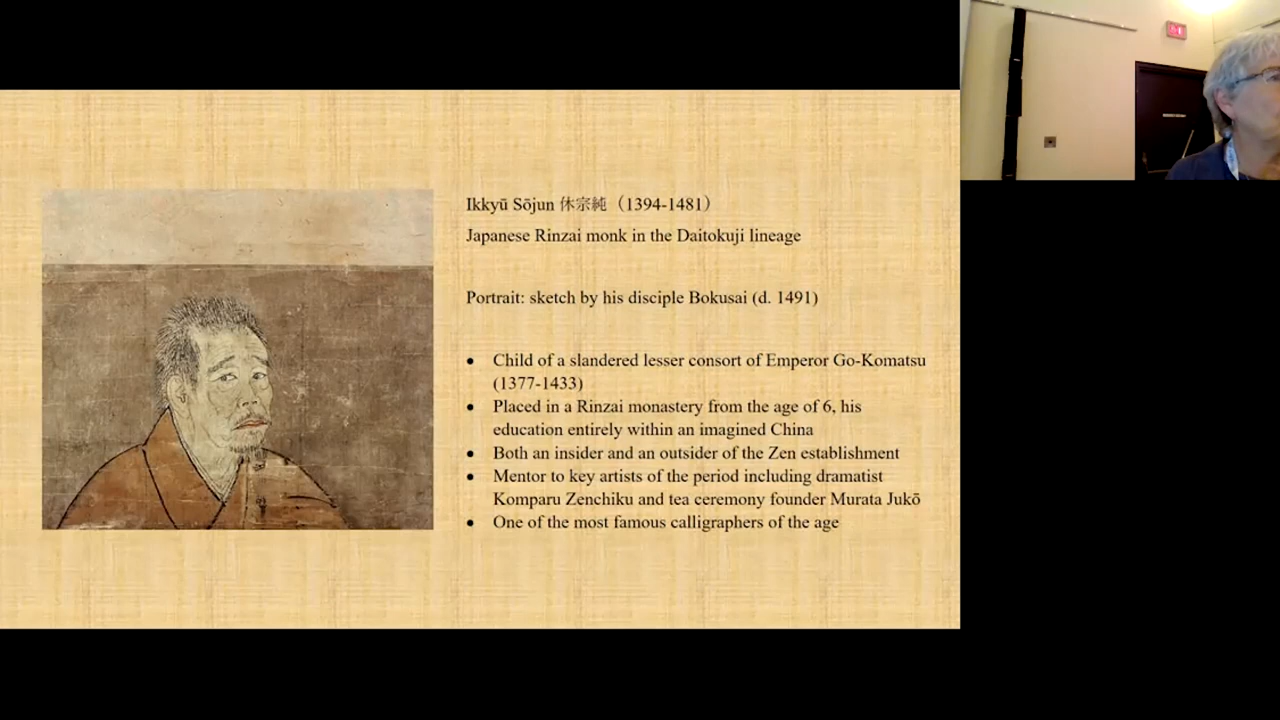 Ikkyū Sōjun 休宗純（1394-1481）
Japanese Rinzai monk in the Daitokuji lineage
Portrait: sketch by his disciple Bokusai (d. 1491)
• Child of a slandered lesser consort of Emperor Go-Komatsu
(1377-1433)
• Placed in a Rinzai monastery from the age of 6, his
education entirely within an imagined China
• Both an insider and an outsider of the Zen establishment
• Mentor to key artists of the period including dramatist
Komparu Zenchiku and tea ceremony founder Murata Jukō
• One of the most famous calligraphers of the age